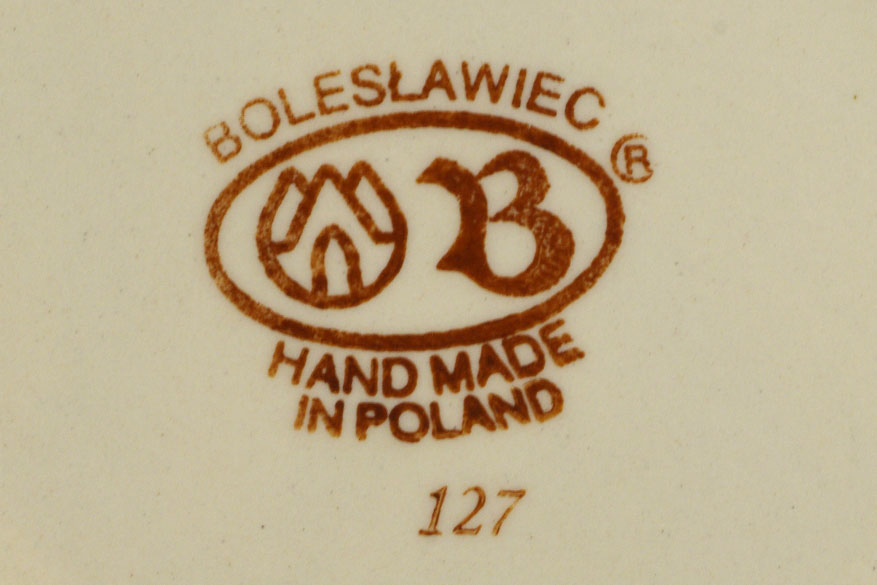 BOLESŁAWIEC
®
B
HAND MADE
IN POLAND
127